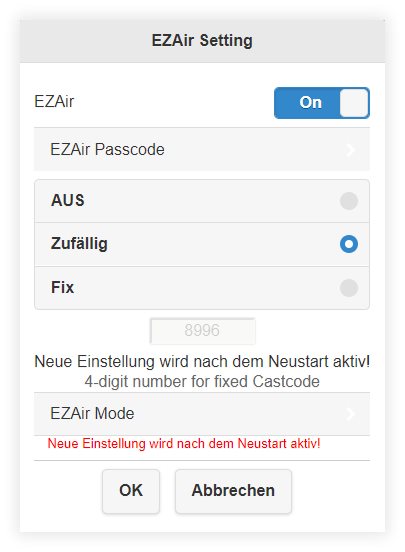 EZAir Setting
EZAir
On
EZAir Passcode
AUS
Zufällig
Fix
8996
Neue Einstellung wird nach dem Neustart aktiv!
4-digit number for fixed Castcode
EZAir Mode
Neue Einstellung wird nach dem Neustart aktiv!
OK
Abbrechen